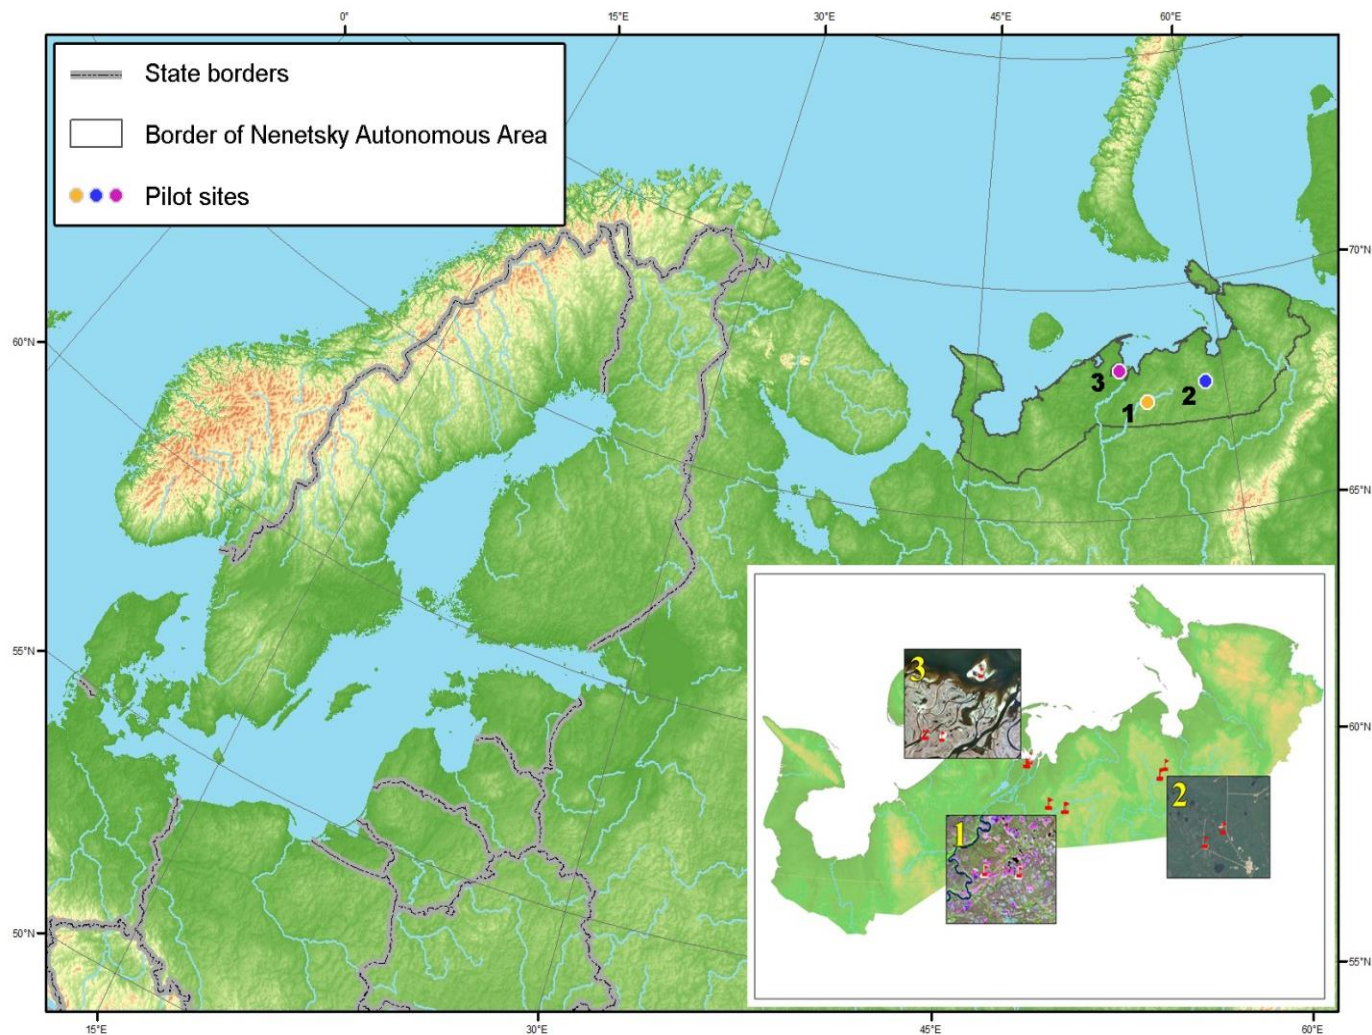 0°
15°E
30°E
45°E
60°E
State borders
Border of Nenetsky Autonomous Area
Pilot sites
70°N
60°N
3
2
1
65°N
3
2
1
55°N
60°N
50°N
55°N
15°E
30°E
45°E
60°E